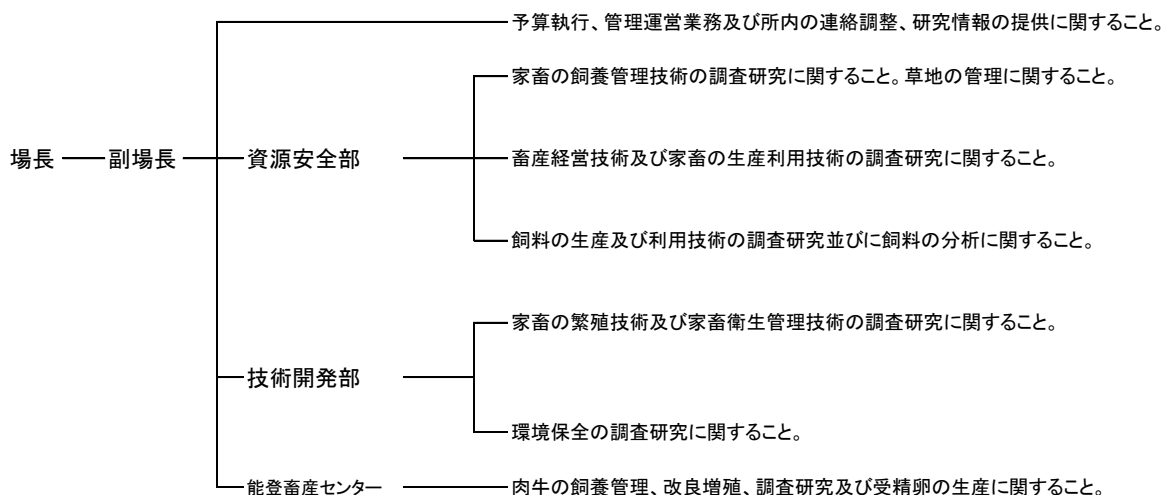 予算執行、管理運営業務及び所内の連絡調整、研究情報の提供に関すること。
家畜の飼養管理技術の調査研究に関すること。草地の管理に関すること。
場長 副場長 資源安全部 畜産経営技術及び家畜の生産利用技術の調査研究に関すること。
飼料の生産及び利用技術の調査研究並びに飼料の分析に関すること。
家畜の繁殖技術及び家畜衛生管理技術の調査研究に関すること。
技術開発部
環境保全の調査研究に関すること。
能登畜産センター 肉牛の飼養管理、改良増殖、調査研究及び受精卵の生産に関すること。